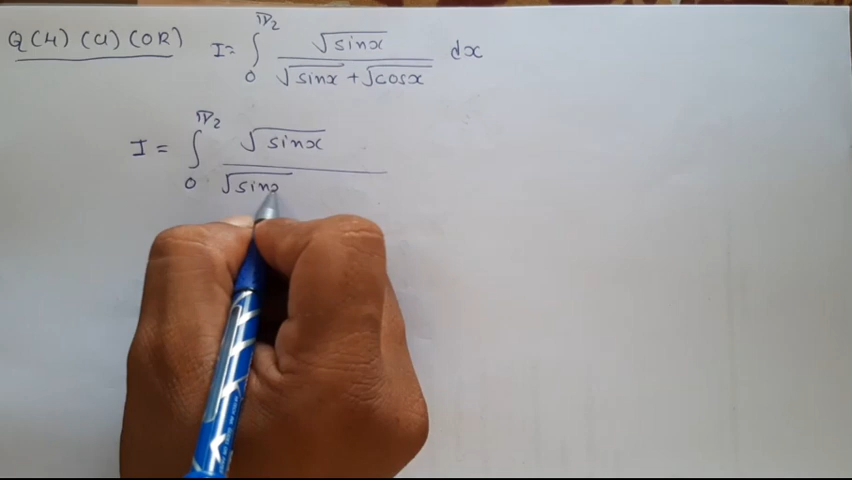 Q(4) (a) (OR) I = ∫₀^(π/2) √sinx / (√sinx + √cosx) dx
I = ∫₀^(π/2) √sinx / √sinx